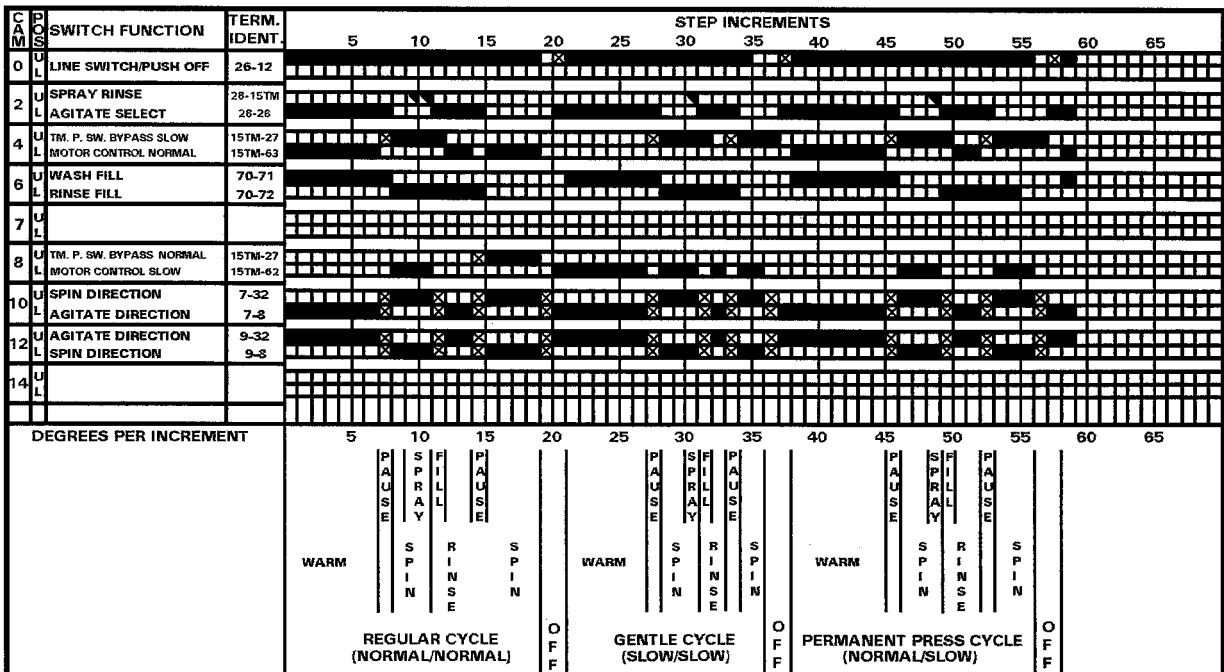 CAM POS SWITCH FUNCTION TERM. IDENT. STEP INCREMENTS
5 10 15 20 25 30 35 40 45 50 55 60 65
0 U L LINE SWITCH/PUSH OFF 26-12
2 U SPRAY RINSE 28-15TM
L AGITATE SELECT 26-28
4 U TM. P. SW. BYPASS SLOW 15TM-27
L MOTOR CONTROL NORMAL 15TM-63
6 U WASH FILL 70-71
L RINSE FILL 70-72
7 U L
8 U TM. P. SW. BYPASS NORMAL 15TM-27
L MOTOR CONTROL SLOW 15TM-62
10 U SPIN DIRECTION 7-32
L AGITATE DIRECTION 7-8
12 U AGITATE DIRECTION 9-32
L SPIN DIRECTION 9-8
14 U L
DEGREES PER INCREMENT 5 10 15 20 25 30 35 40 45 50 55 60 65
PAUSE SPRAY FILL PAUSE PAUSE SPRAY FILL PAUSE PAUSE SPRAY FILL PAUSE
WARM SPIN RINSE SPIN WARM SPIN RINSE SPIN WARM SPIN RINSE SPIN
REGULAR CYCLE
(NORMAL/NORMAL)
OFF
GENTLE CYCLE
(SLOW/SLOW)
OFF
PERMANENT PRESS CYCLE
(NORMAL/SLOW)
OFF